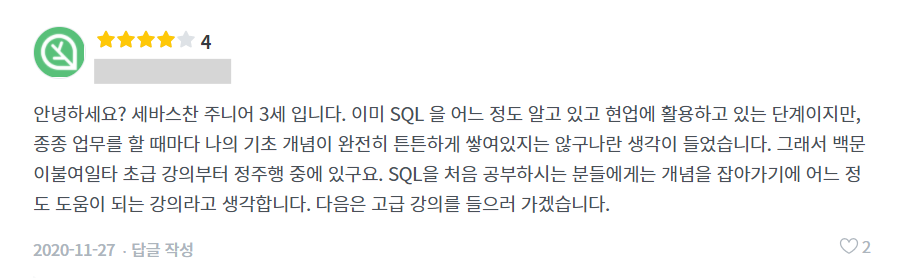 4
안녕하세요? 세바스찬 주니어 3세 입니다. 이미 SQL 을 어느 정도 알고 있고 현업에 활용하고 있는 단계이지만,
종종 업무를 할 때마다 나의 기초 개념이 완전히 튼튼하게 쌓여있지는 않구나란 생각이 들었습니다. 그래서 백문
이불여일타 초급 강의부터 정주행 중에 있구요. SQL을 처음 공부하시는 분들에게는 개념을 잡아가기에 어느 정
도 도움이 되는 강의라고 생각합니다. 다음은 고급 강의를 들으러 가겠습니다.
2020-11-27 · 답글 작성 2